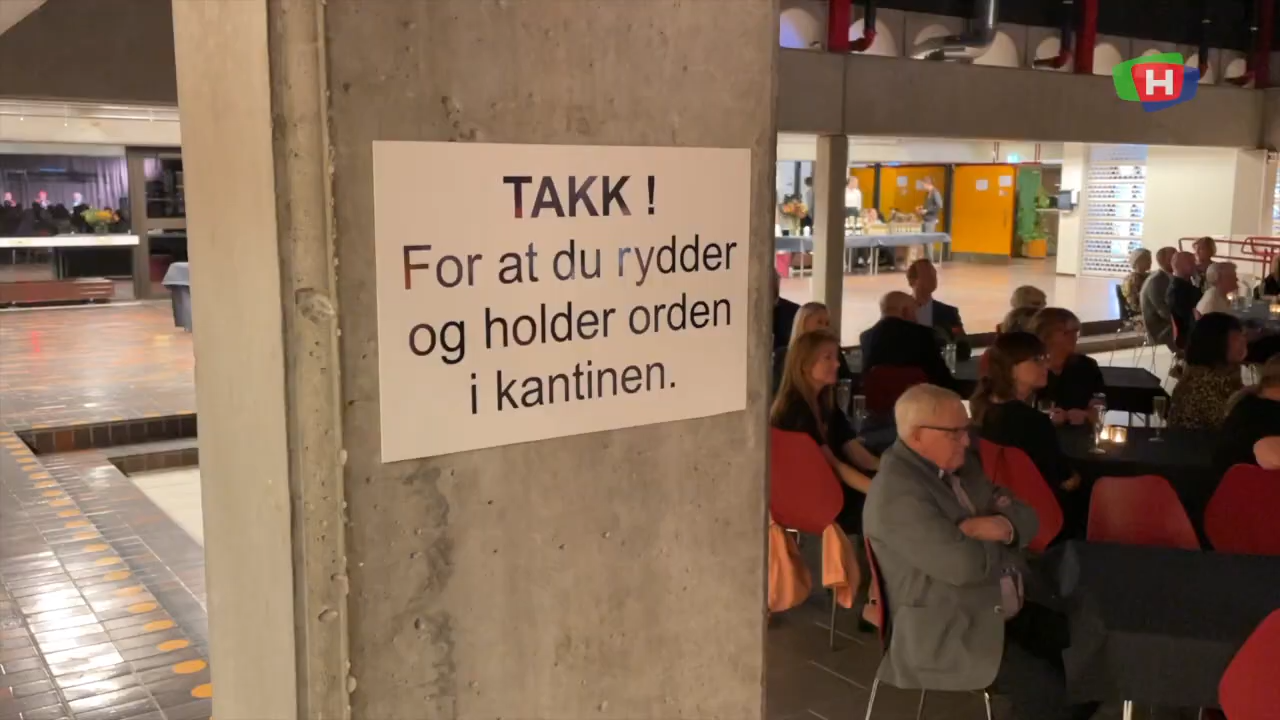 TAKK !
For at du rydder
og holder orden
i kantinen.
H